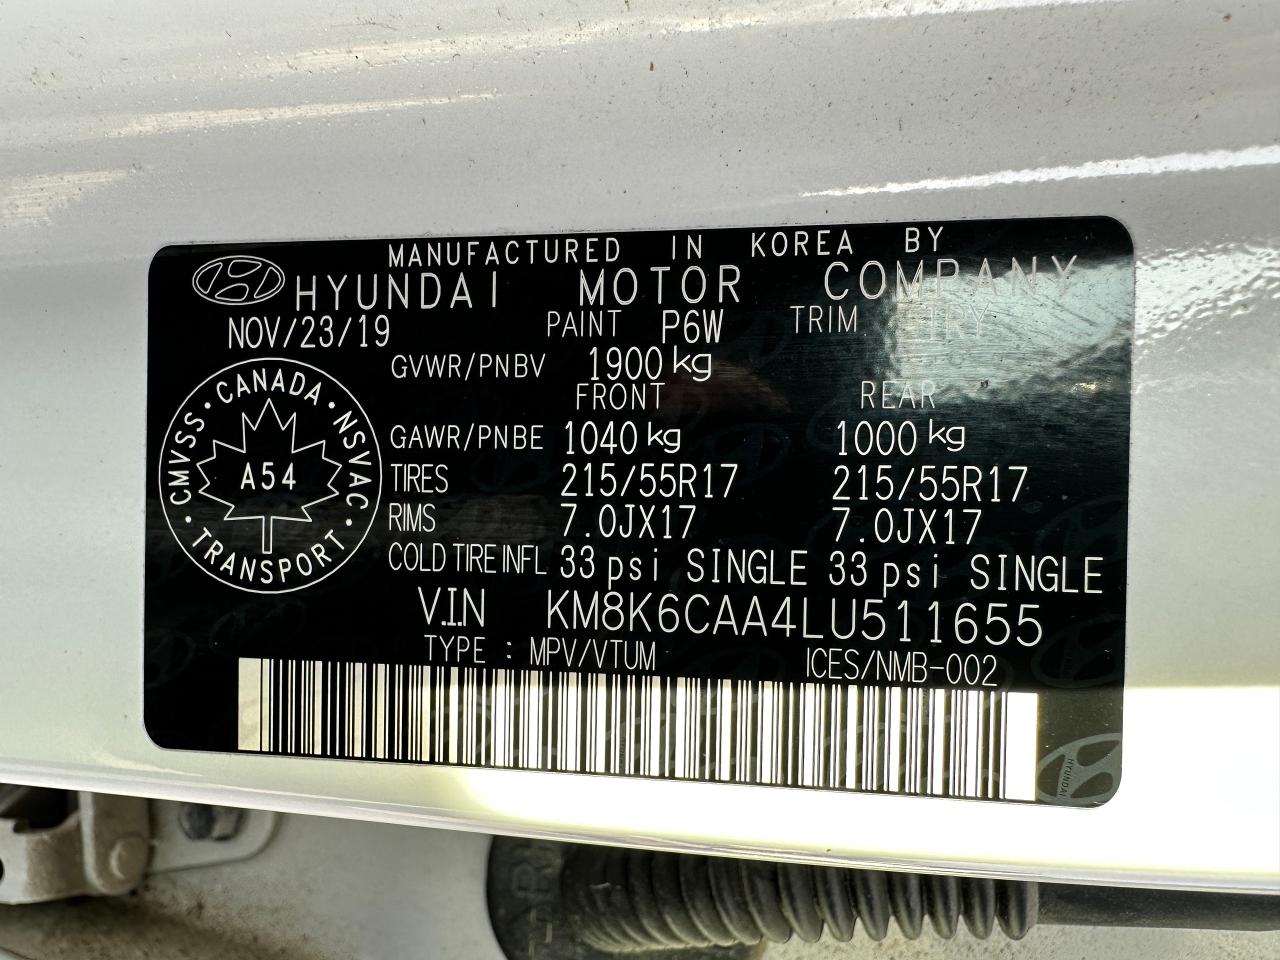 MANUFACTURED IN KOREA BY
HYUNDAI MOTOR COMPANY
NOV/23/19 PAINT P6W TRIM TRY
GVWR/PNBV 1900 kg
FRONT REAR
GAWR/PNBE 1040 kg 1000 kg
TIRES 215/55R17 215/55R17
RIMS 7.0JX17 7.0JX17
COLD TIRE INFL 33 psi SINGLE 33 psi SINGLE
V.I.N KM8K6CAA4LU511655
TYPE : MPV/VTUM ICES/NMB-002
CANADA • NSVAC • TRANSPORT • CMVSS •
A54
HYUNDAI